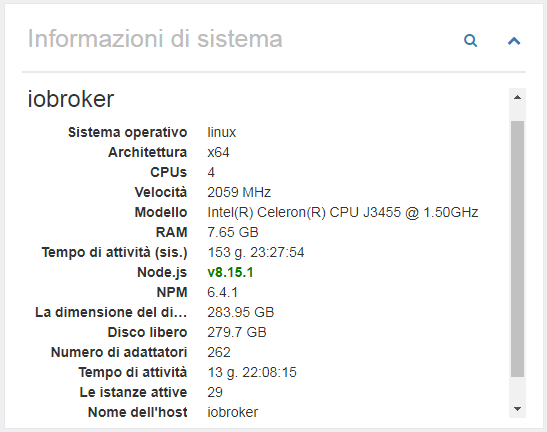 Informazioni di sistema
iobroker
Sistema operativo linux
Architettura x64
CPUs 4
Velocità 2059 MHz
Modello Intel(R) Celeron(R) CPU J3455 @ 1.50GHz
RAM 7.65 GB
Tempo di attività (sis.) 153 g. 23:27:54
Node.js v8.15.1
NPM 6.4.1
La dimensione del di... 283.95 GB
Disco libero 279.7 GB
Numero di adattatori 262
Tempo di attività 13 g. 22:08:15
Le istanze attive 29
Nome dell'host iobroker